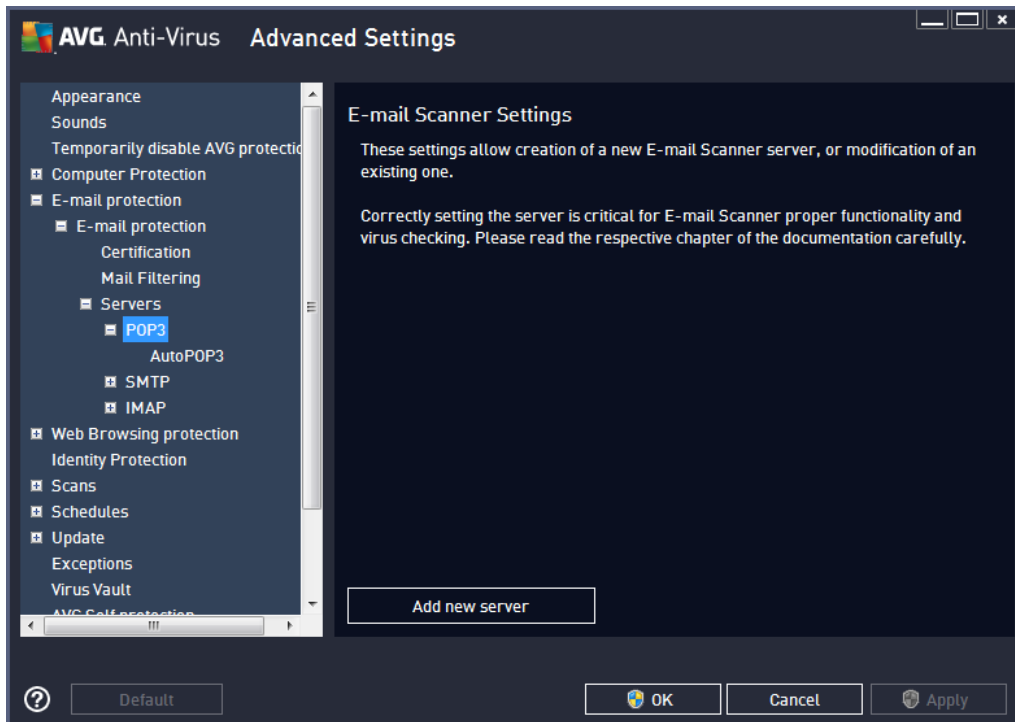 AVG Anti-Virus Advanced Settings
Appearance
Sounds
Temporarily disable AVG protectio
Computer Protection
E-mail protection
E-mail protection
Certification
Mail Filtering
Servers
POP3
AutoPOP3
SMTP
IMAP
Web Browsing protection
Identity Protection
Scans
Schedules
Update
Exceptions
Virus Vault
AVG Self protection
E-mail Scanner Settings
These settings allow creation of a new E-mail Scanner server, or modification of an
existing one.
Correctly setting the server is critical for E-mail Scanner proper functionality and
virus checking. Please read the respective chapter of the documentation carefully.
Add new server
Default
OK
Cancel
Apply